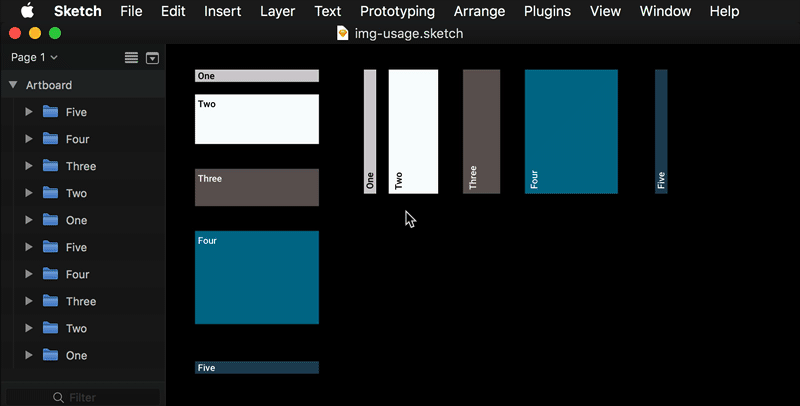 Sketch File Edit Insert Layer Text Prototyping Arrange Plugins View Window Help
img-usage.sketch
Page 1
Artboard
Five
Four
Three
Two
One
Five
Four
Three
Two
One
Filter
One
Two
Three
Four
Five
One
Two
Three
Four
Five